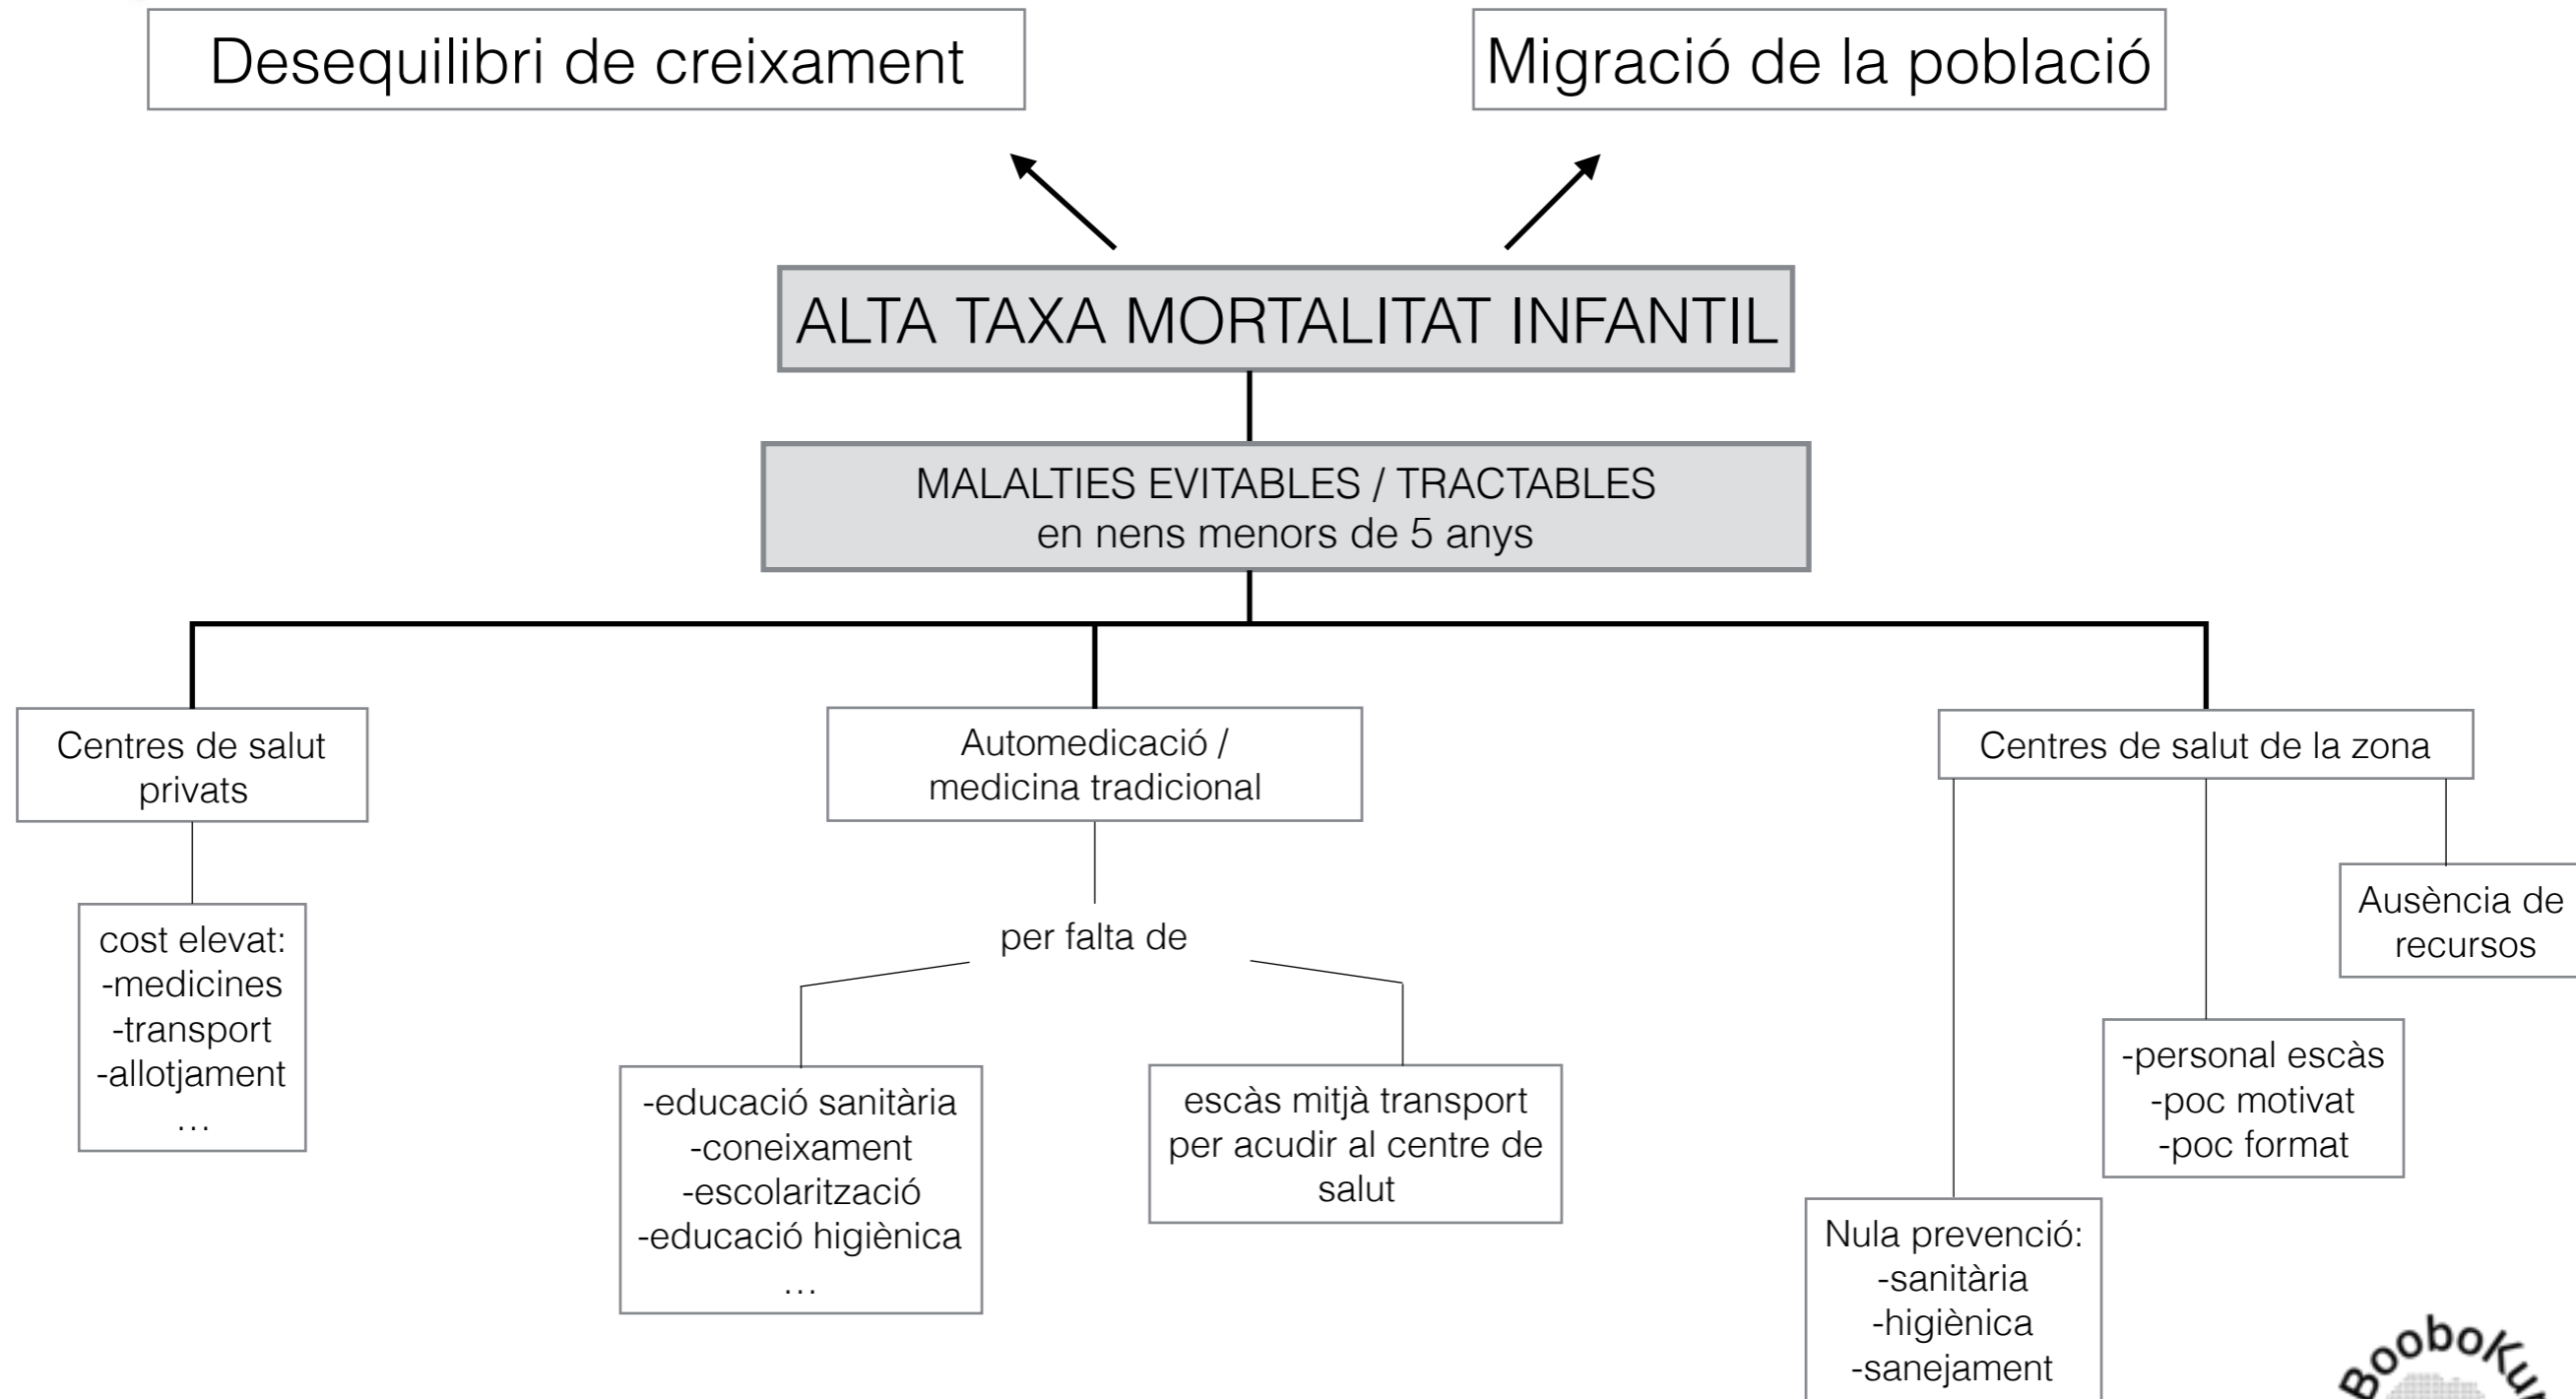 Desequilibri de creixament
Migració de la població
ALTA TAXA MORTALITAT INFANTIL
MALALTIES EVITABLES / TRACTABLES
en nens menors de 5 anys
Centres de salut
privats
cost elevat:
-medicines
-transport
-allotjament
…
Automedicació /
medicina tradicional
per falta de
-educació sanitària
-coneixament
-escolarització
-educació higiènica
…
escàs mitjà transport
per acudir al centre de
salut
Centres de salut de la zona
Nula prevenció:
-sanitària
-higiènica
-sanejament
-personal escàs
-poc motivat
-poc format
Ausència de
recursos